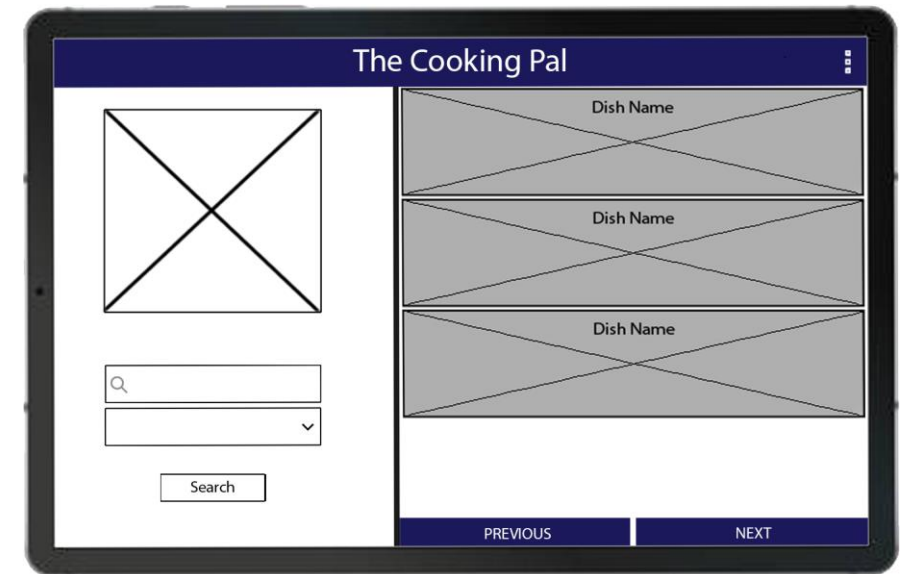 The Cooking Pal
Dish Name
Dish Name
Dish Name
Search
PREVIOUS
NEXT